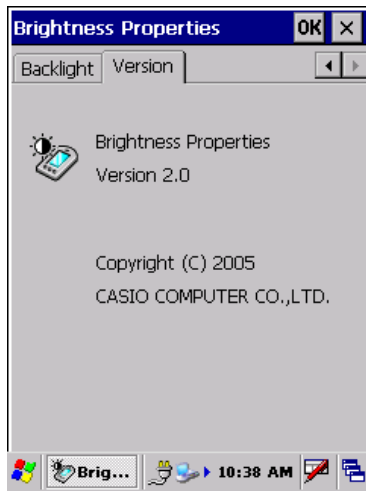 Brightness Properties OK
Backlight Version
Brightness Properties
Version 2.0
Copyright (C) 2005
CASIO COMPUTER CO.,LTD.
Brig... 10:38 AM